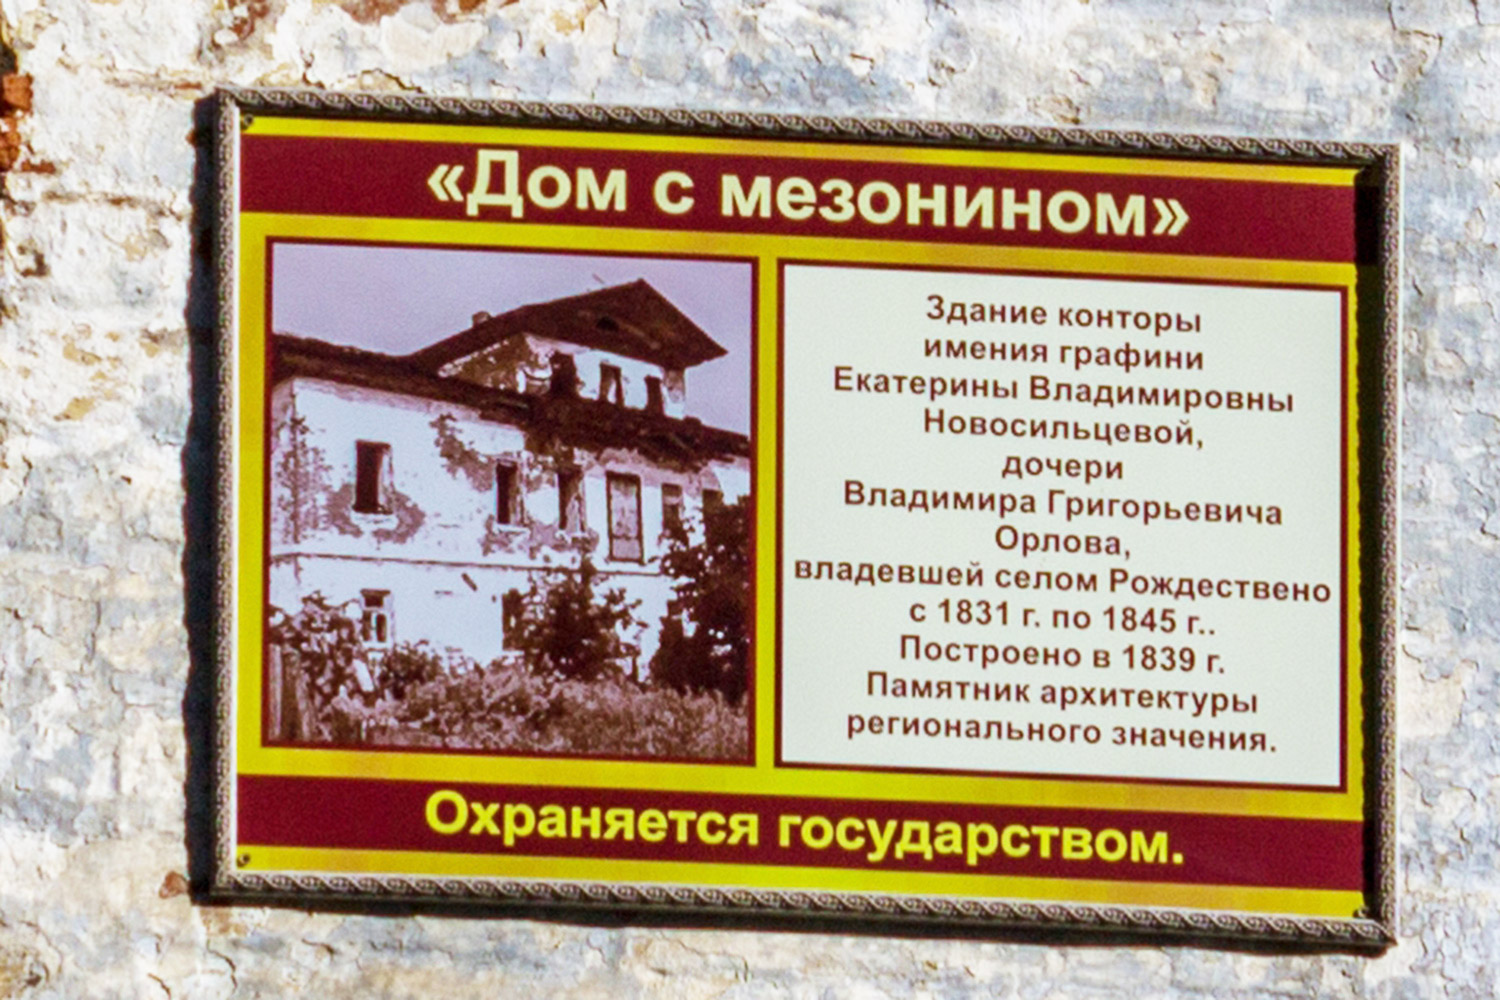 «Дом с мезонином»
Здание конторы
имения графини
Екатерины Владимировны
Новосильцевой,
дочери
Владимира Григорьевича
Орлова,
владевшей селом Рождествено
с 1831 г. по 1845 г..
Построено в 1839 г.
Памятник архитектуры
регионального значения.
Охраняется государством.